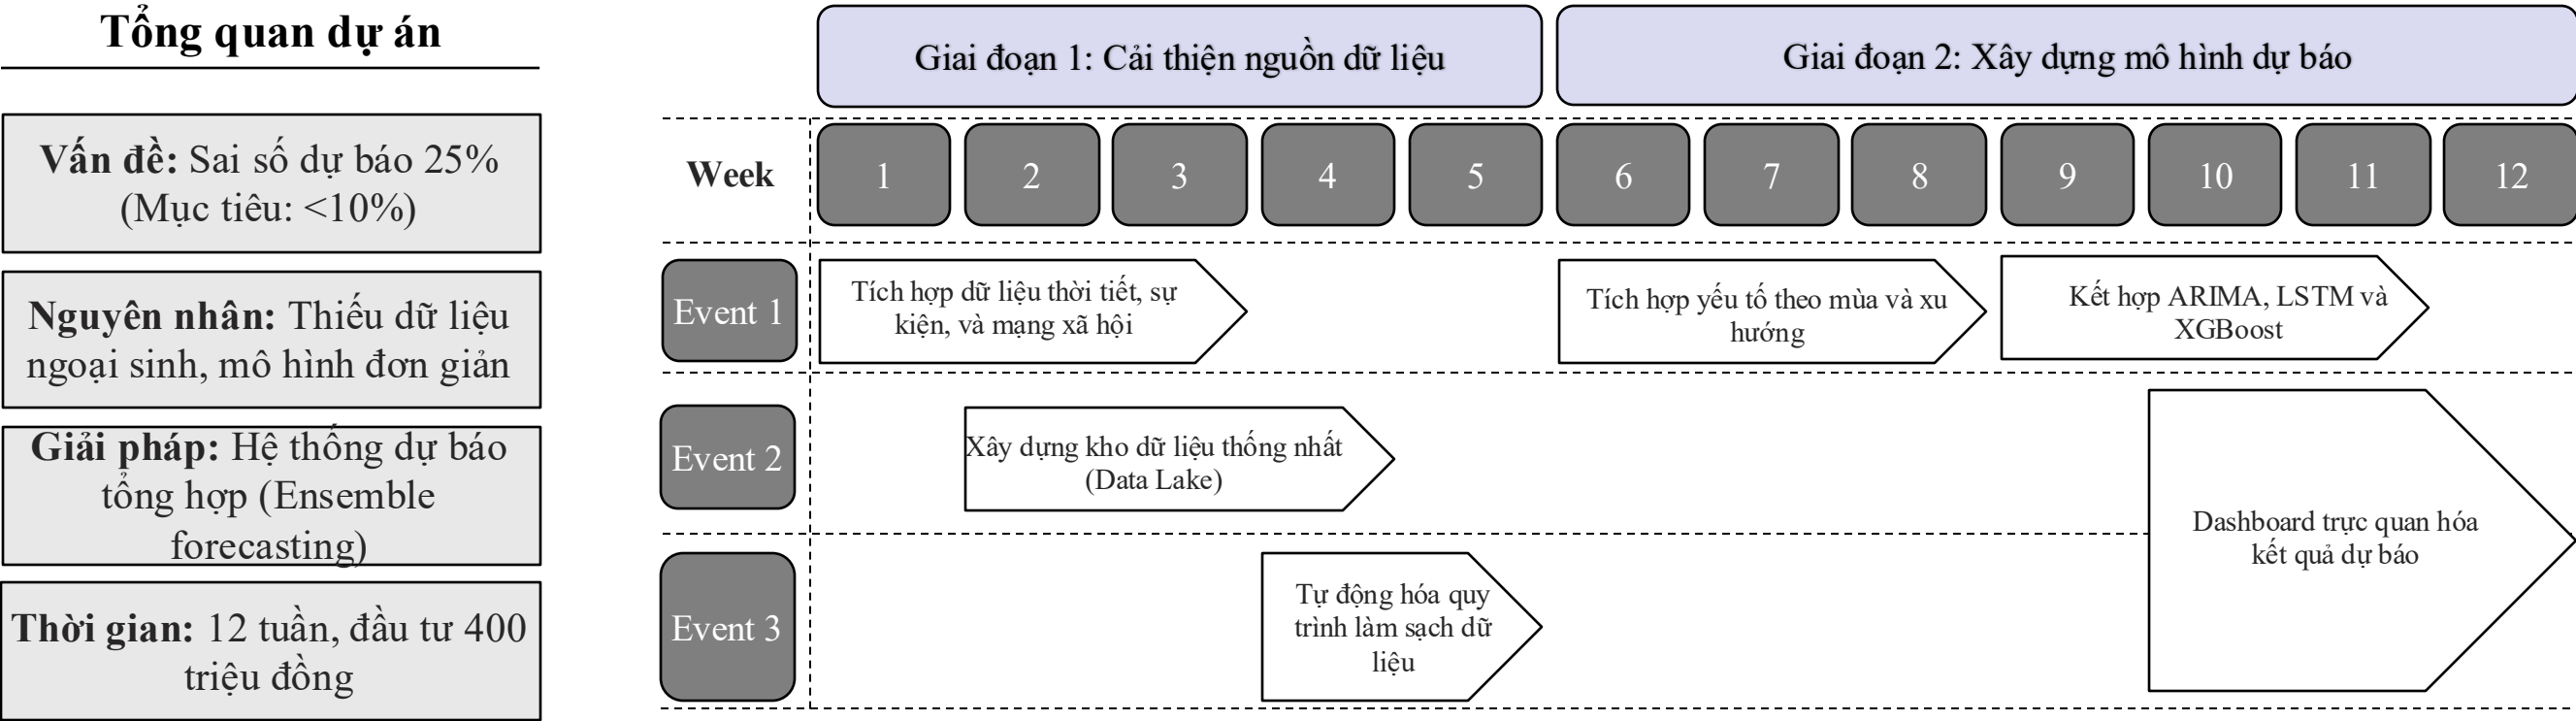 Tổng quan dự án
Vấn đề: Sai số dự báo 25%
(Mục tiêu: <10%)
Nguyên nhân: Thiếu dữ liệu
ngoại sinh, mô hình đơn giản
Giải pháp: Hệ thống dự báo
tổng hợp (Ensemble
forecasting)
Thời gian: 12 tuần, đầu tư 400
triệu đồng
Giai đoạn 1: Cải thiện nguồn dữ liệu
Giai đoạn 2: Xây dựng mô hình dự báo
Week 1 2 3 4 5 6 7 8 9 10 11 12
Event 1
Tích hợp dữ liệu thời tiết, sự
kiện, và mạng xã hội
Tích hợp yếu tố theo mùa và xu
hướng
Kết hợp ARIMA, LSTM và
XGBoost
Event 2
Xây dựng kho dữ liệu thống nhất
(Data Lake)
Dashboard trực quan hóa
kết quả dự báo
Event 3
Tự động hóa quy
trình làm sạch dữ
liệu